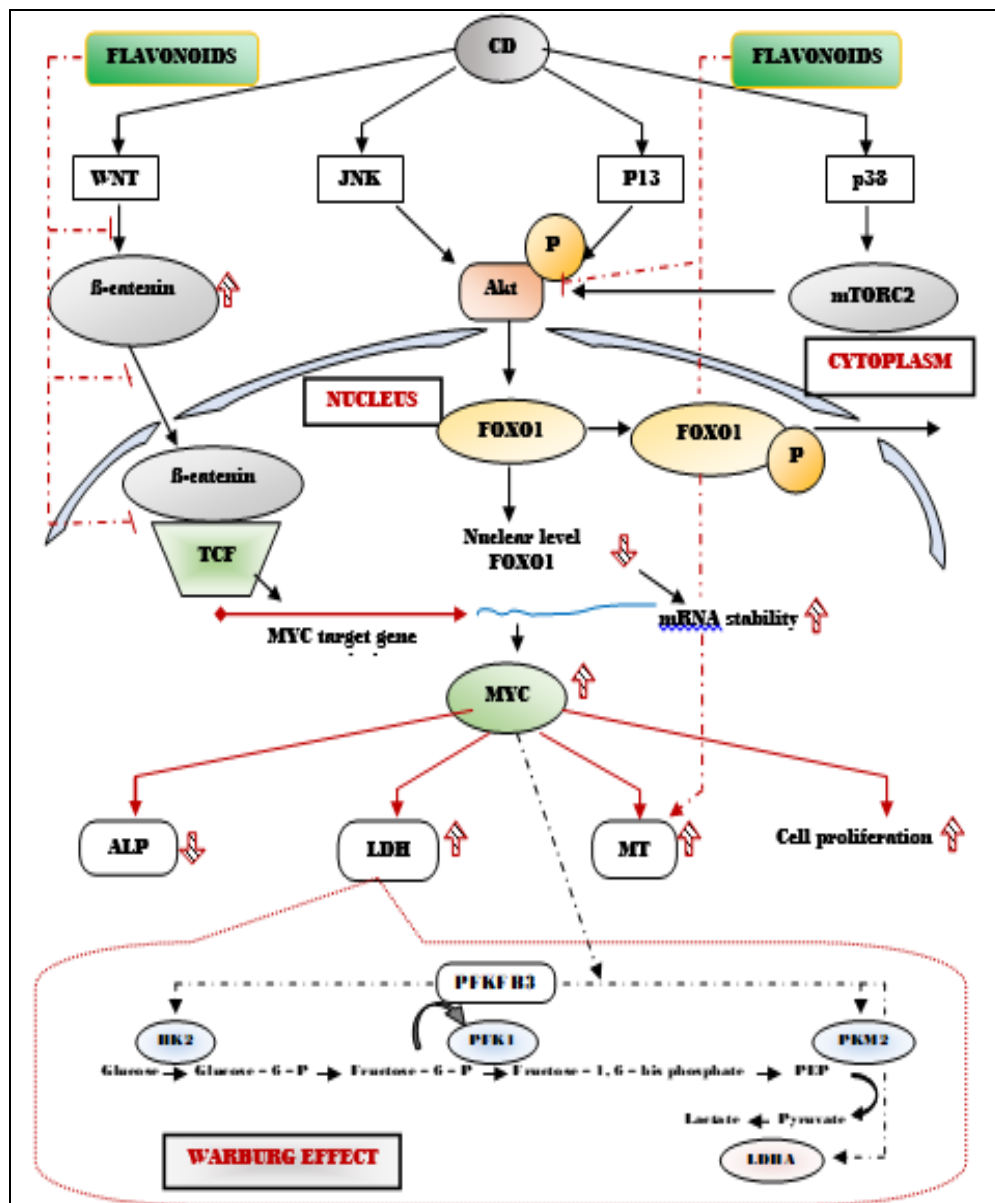 FLAVONOIDS
CD
FLAVONOIDS
WNT
JNK
P13
p38
P
ß-catenin
Akt
mTORC2
CYTOPLASM
NUCLEUS
FOXO1
FOXO1
P
ß-catenin
TCF
Nuclear level
FOXO1
mRNA stability
MYC target gene
MYC
ALP
LDH
MT
Cell proliferation
PFKFB3
HK2
PFK1
PKM2
Glucose
Glucose – 6 – P
Fructose – 6 – P
Fructose – 1, 6 – bis phosphate
PEP
Lactate
Pyruvate
WARBURG EFFECT
LDHA